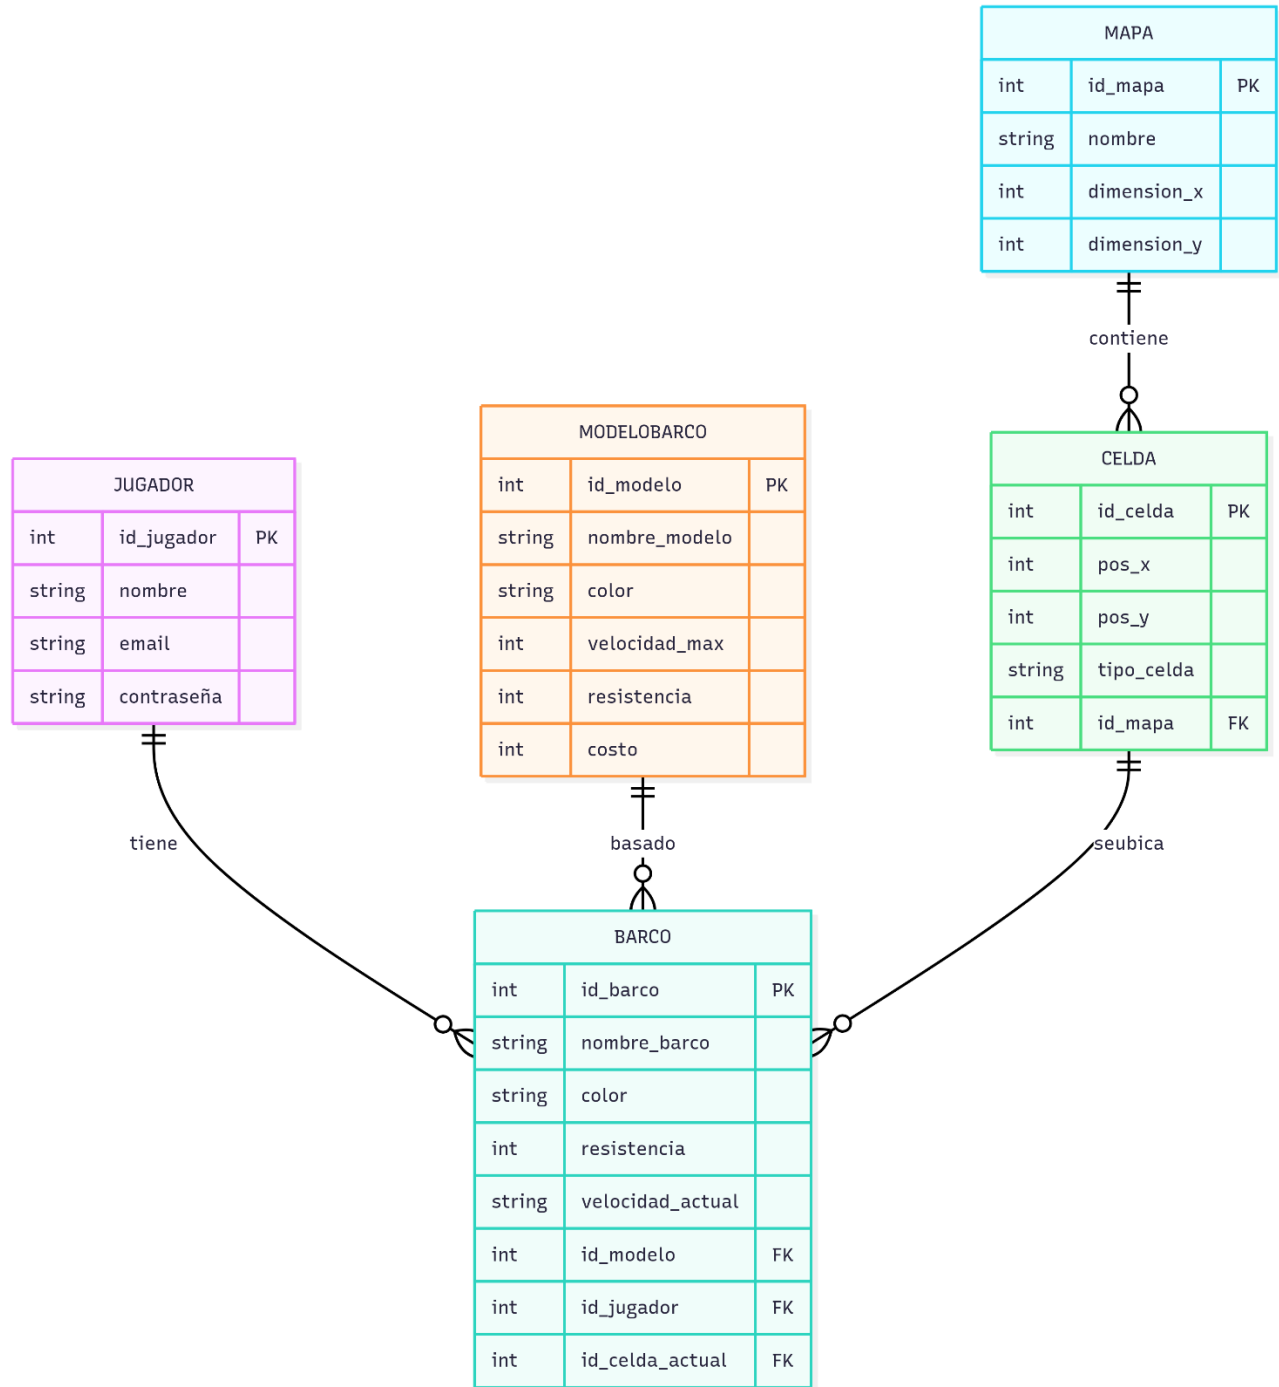 MAPA
int id_mapa PK
string nombre
int dimension_x
int dimension_y
contiene
MODELOBARCO
int id_modelo PK
string nombre_modelo
string color
int velocidad_max
int resistencia
int costo
JUGADOR
int id_jugador PK
string nombre
string email
string contraseña
CELDA
int id_celda PK
int pos_x
int pos_y
string tipo_celda
int id_mapa FK
tiene
basado
seubica
BARCO
int id_barco PK
string nombre_barco
string color
int resistencia
string velocidad_actual
int id_modelo FK
int id_jugador FK
int id_celda_actual FK